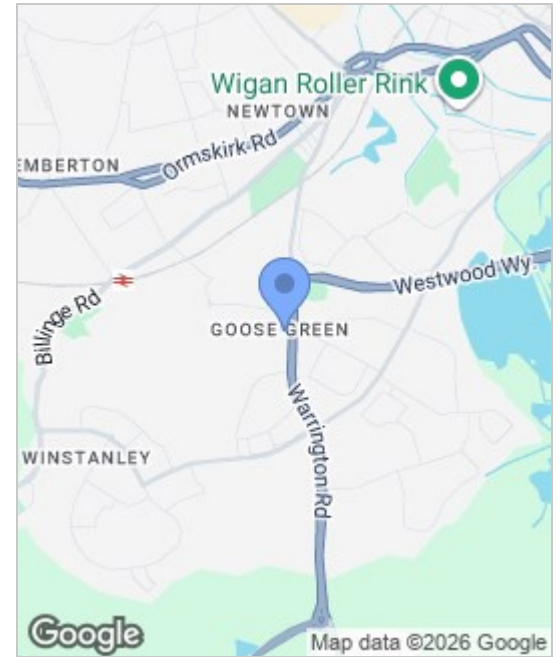 Wigan Roller Rink
NEWTOWN
EMBERTON
Ormskirk Rd
Westwood Wy.
Billinge Rd
GOOSE GREEN
Warrington Rd
WINSTANLEY
Google
Map data ©2026 Google